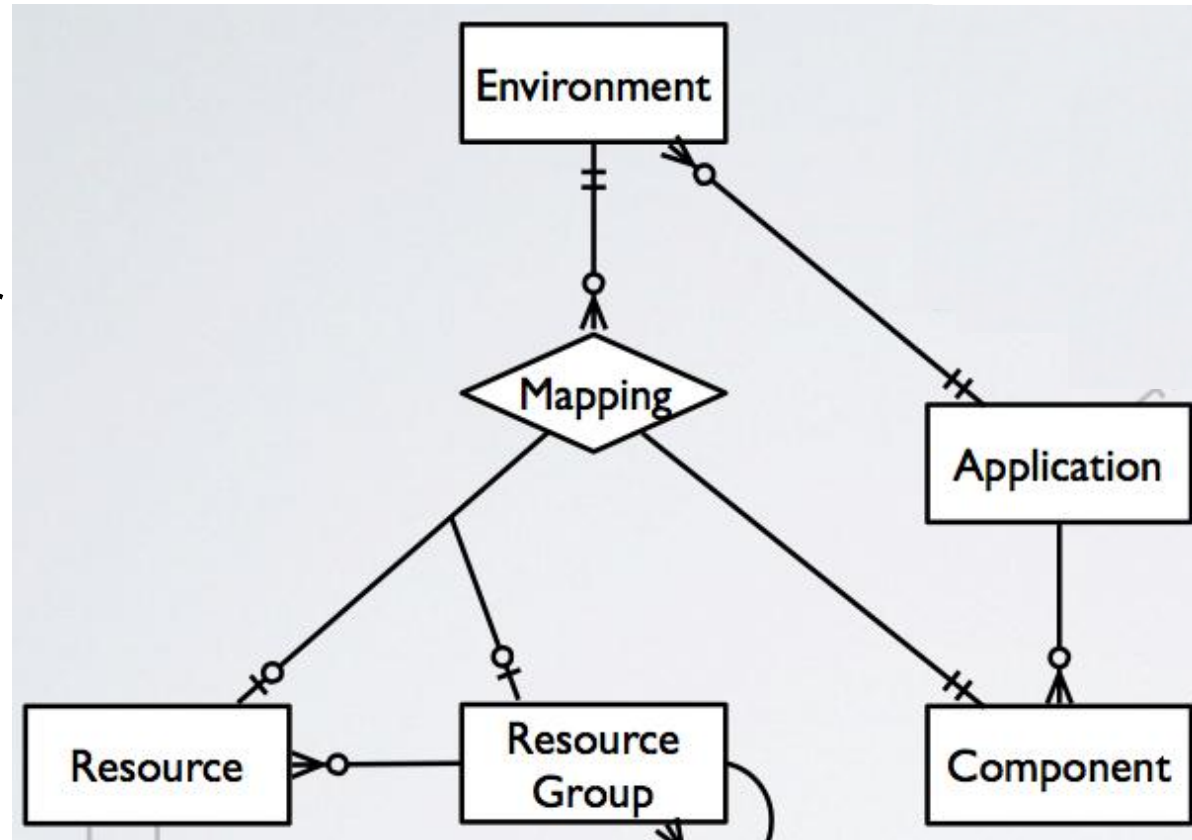 Environment
Mapping
Application
Resource
Resource
Group
Component